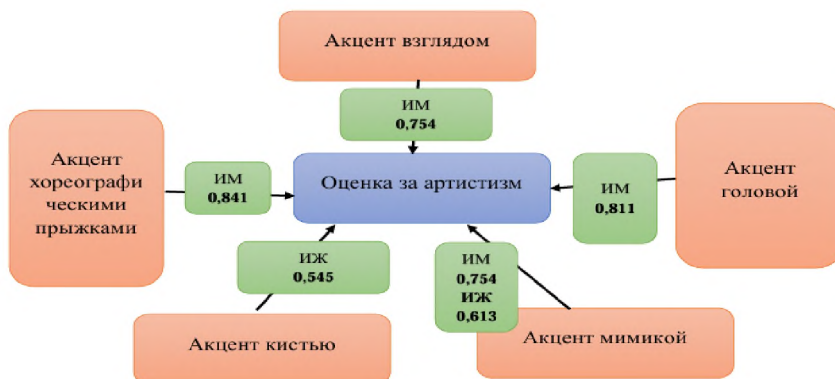 Акцент взглядом
ИМ
0,754
Акцент
хореографи
ческими
прыжками
ИМ
0,841
Оценка за артистизм
ИМ
0,811
Акцент
головой
ИЖ
0,545
ИМ
0,754
ИЖ
0,613
Акцент кистью
Акцент мимикой